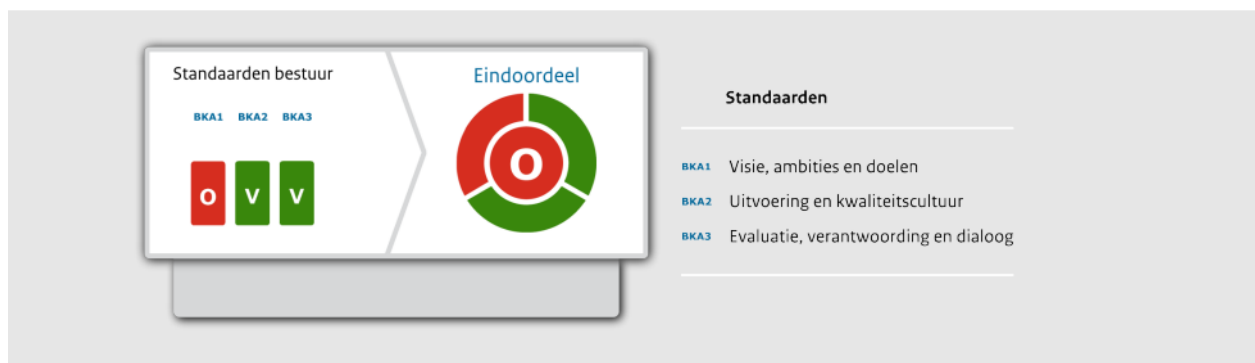 Standaarden bestuur
BKA1 BKA2 BKA3
O V V
Eindoordeel
O
Standaarden
BKA1 Visie, ambities en doelen
BKA2 Uitvoering en kwaliteitscultuur
BKA3 Evaluatie, verantwoording en dialoog